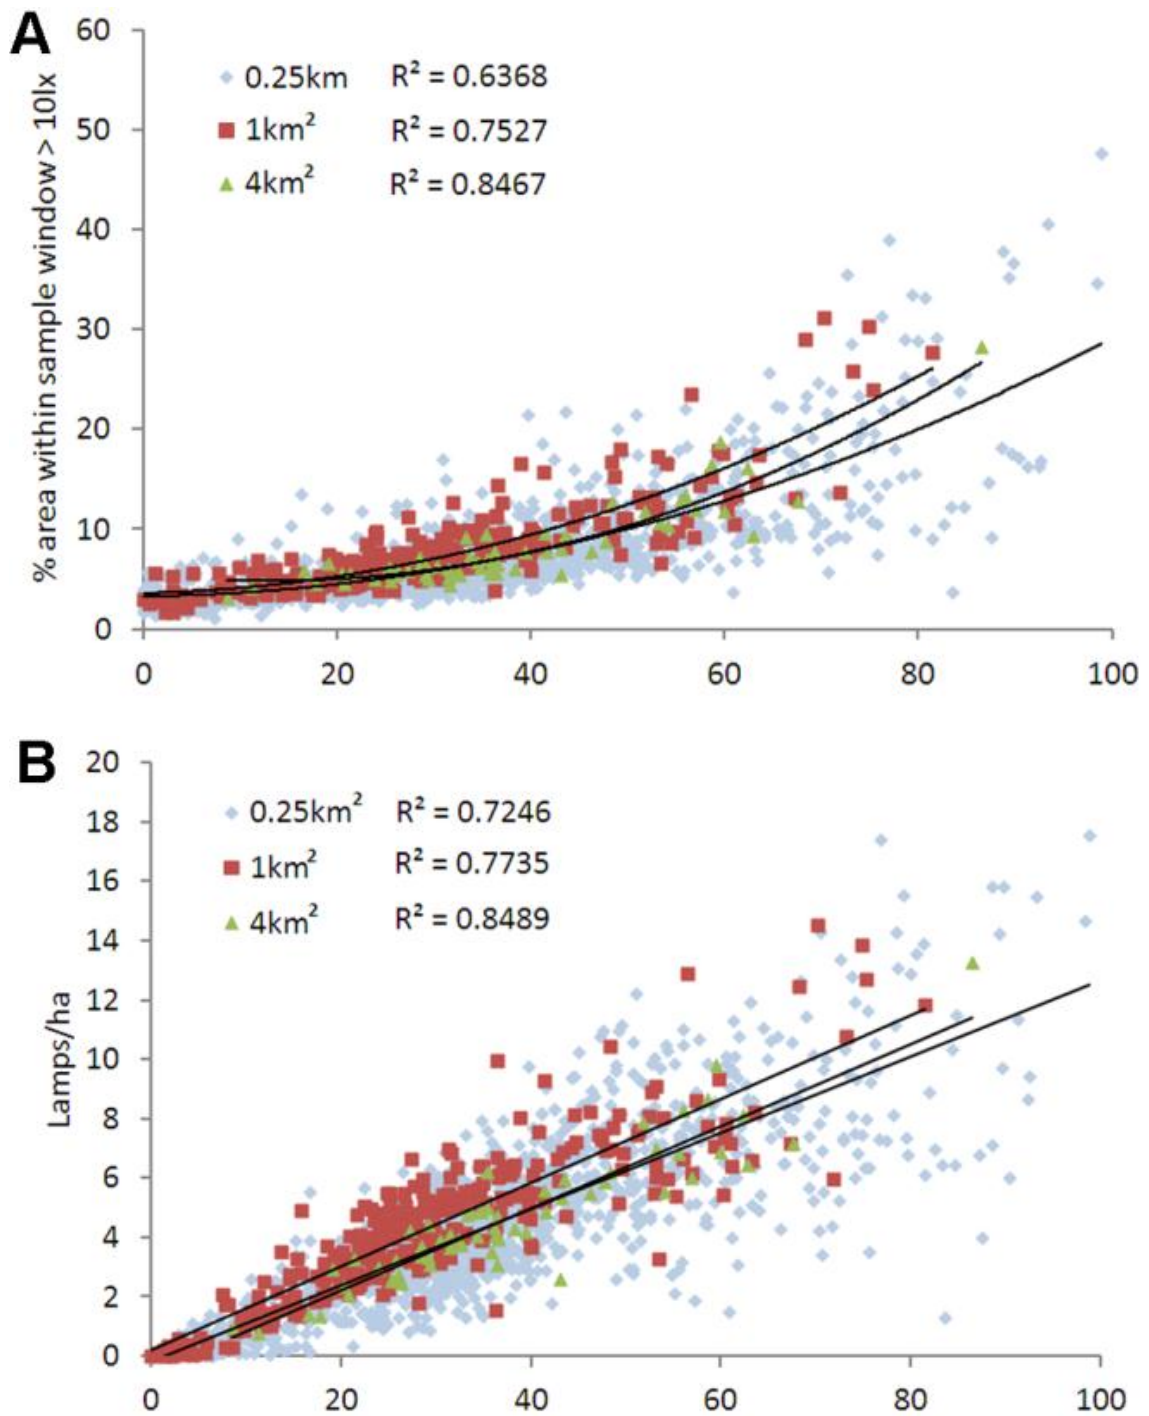 A
% area within sample window > 10lx
60
50
40
30
20
10
0
0.25km R² = 0.6368
1km² R² = 0.7527
4km² R² = 0.8467
0 20 40 60 80 100
B
Lamps/ha
20
18
16
14
12
10
8
6
4
2
0
0.25km² R² = 0.7246
1km² R² = 0.7735
4km² R² = 0.8489
0 20 40 60 80 100